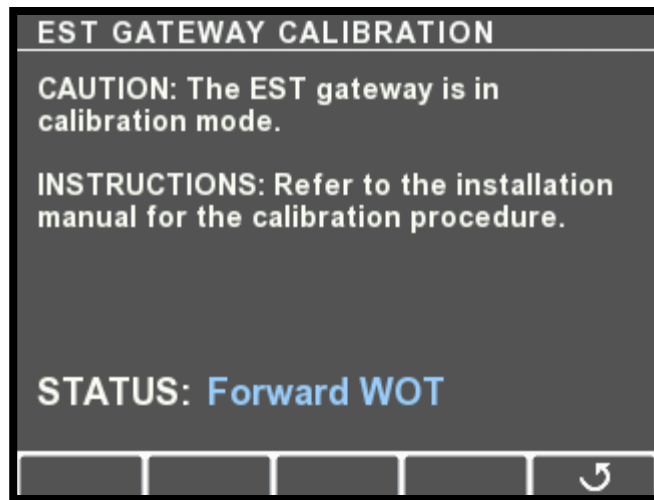 EST GATEWAY CALIBRATION
CAUTION: The EST gateway is in
calibration mode.
INSTRUCTIONS: Refer to the installation
manual for the calibration procedure.
STATUS: Forward WOT